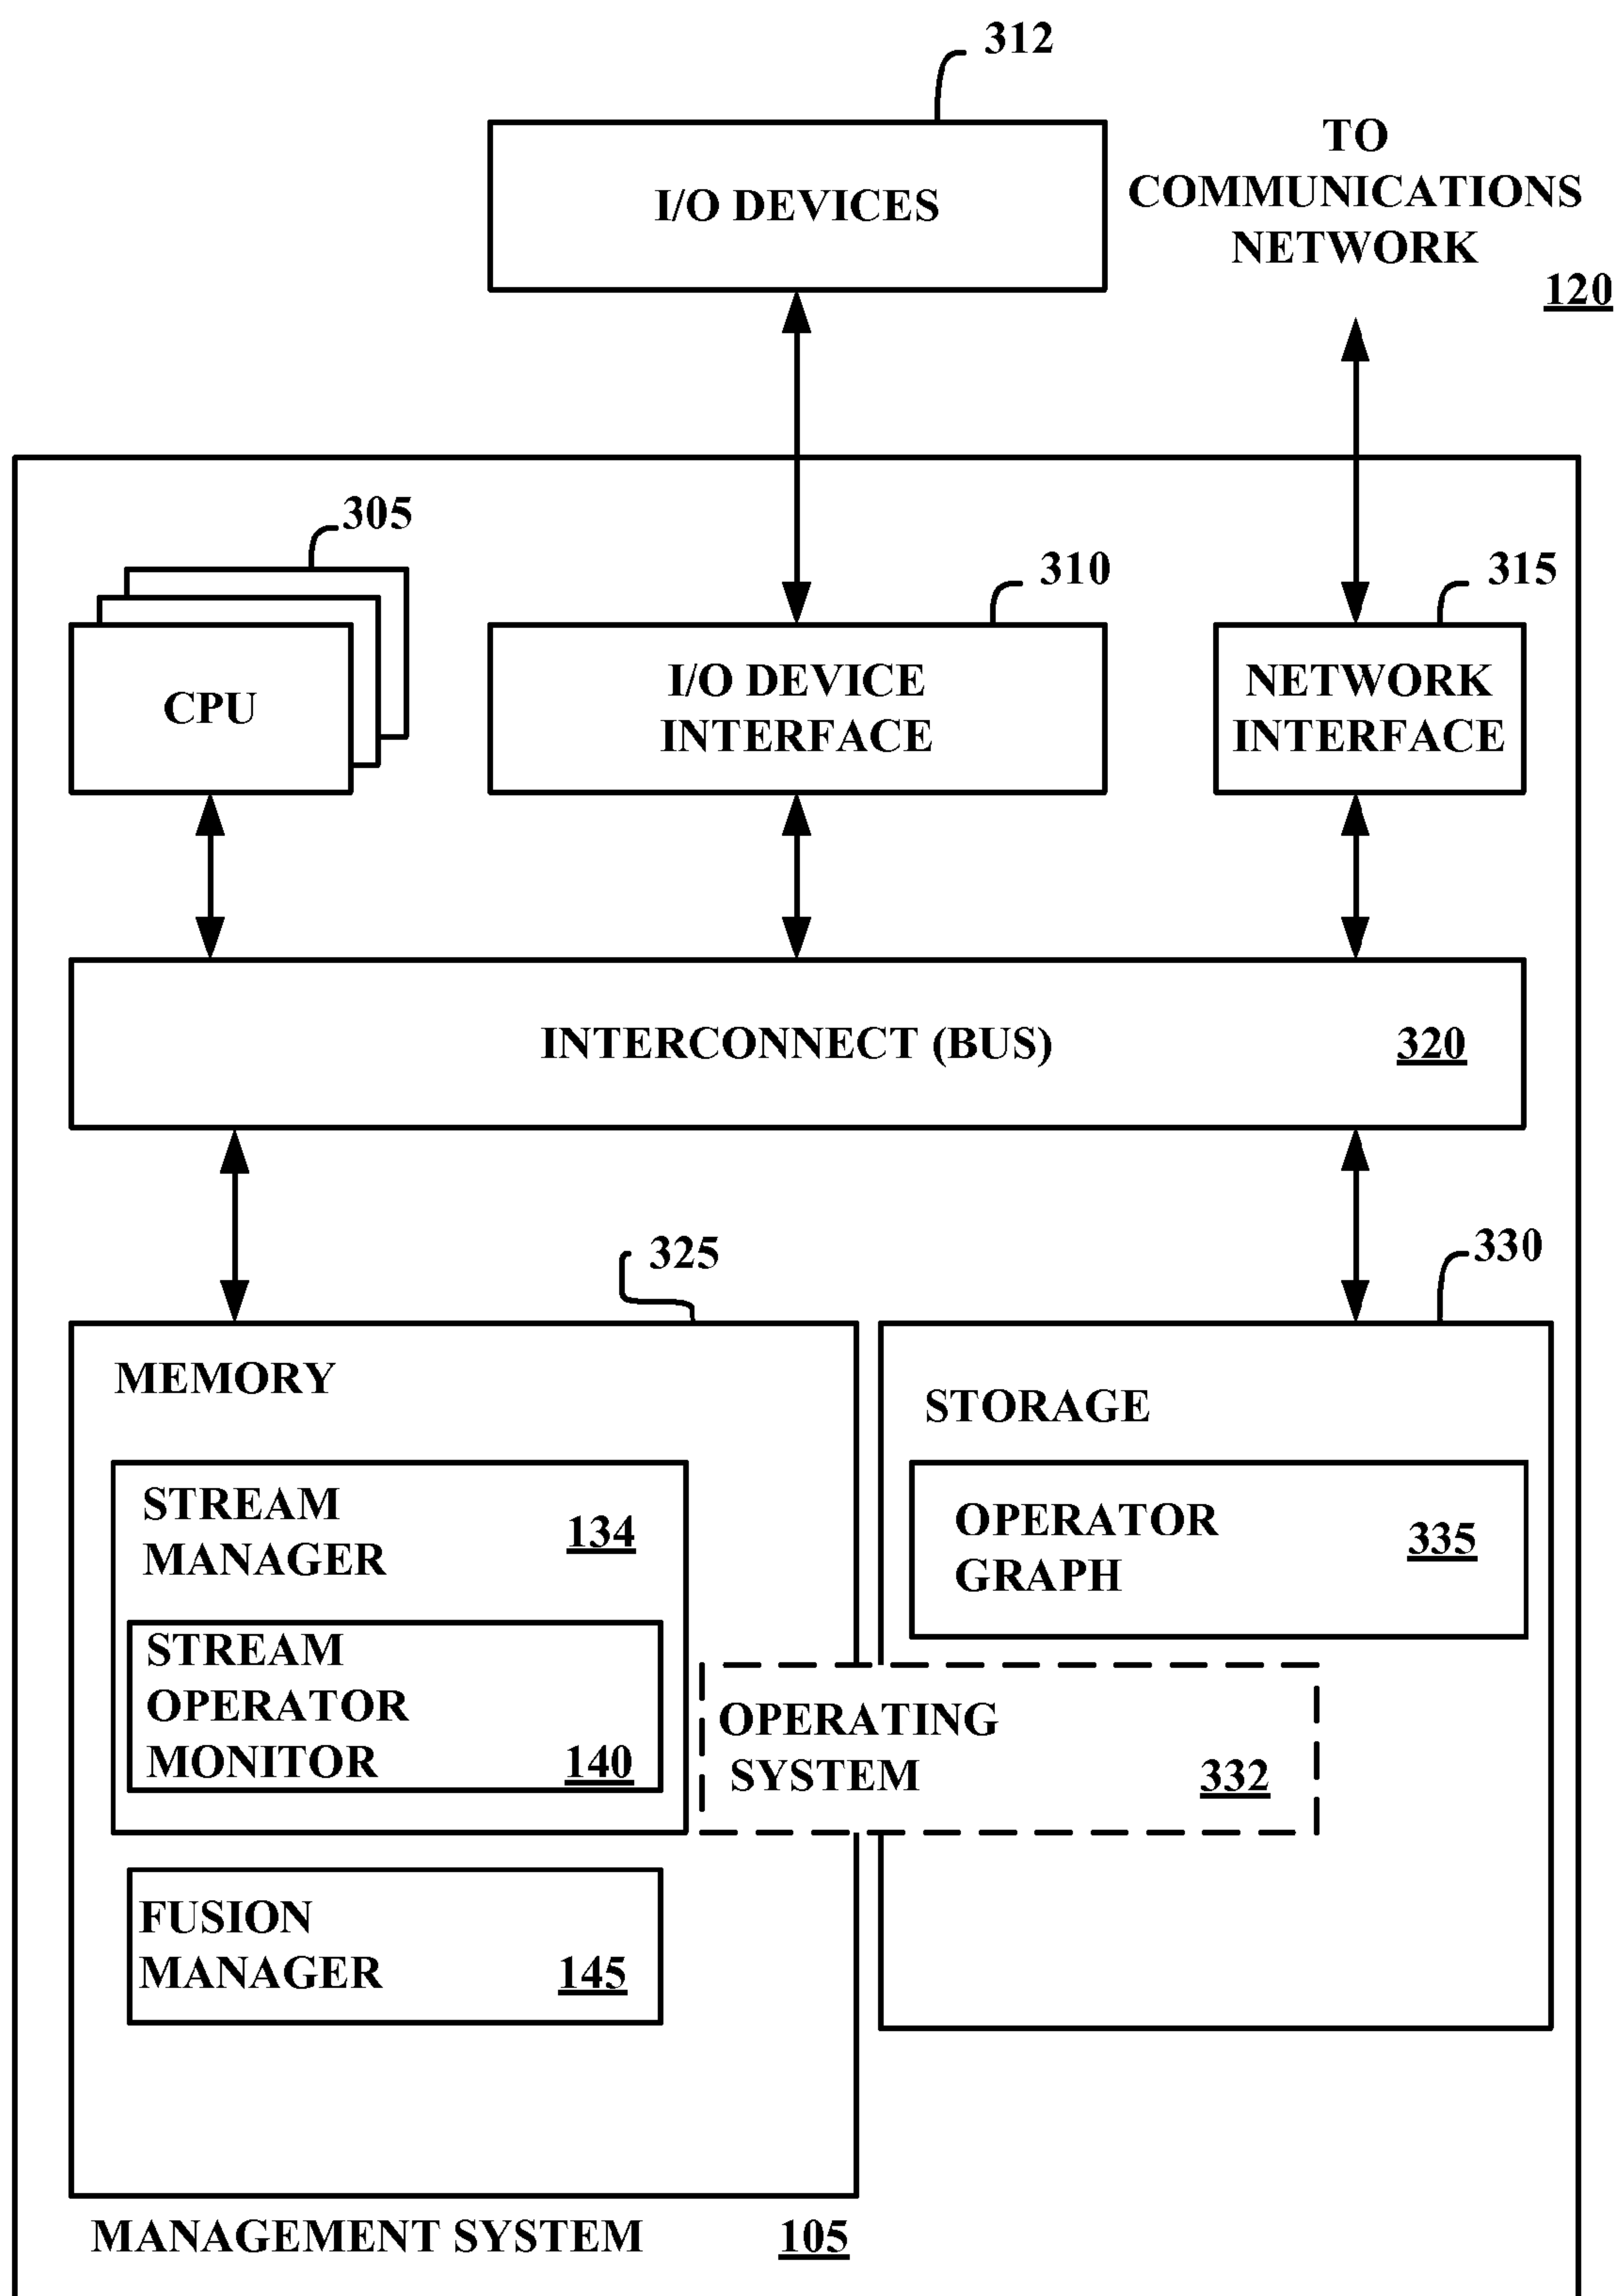 312
I/O DEVICES
TO
COMMUNICATIONS
NETWORK
120
305
310
315
CPU
I/O DEVICE
INTERFACE
NETWORK
INTERFACE
INTERCONNECT (BUS) 320
325
330
MEMORY
STREAM
MANAGER 134
STREAM
OPERATOR
MONITOR 140
FUSION
MANAGER 145
STORAGE
OPERATOR
GRAPH 335
OPERATING
SYSTEM 332
MANAGEMENT SYSTEM 105